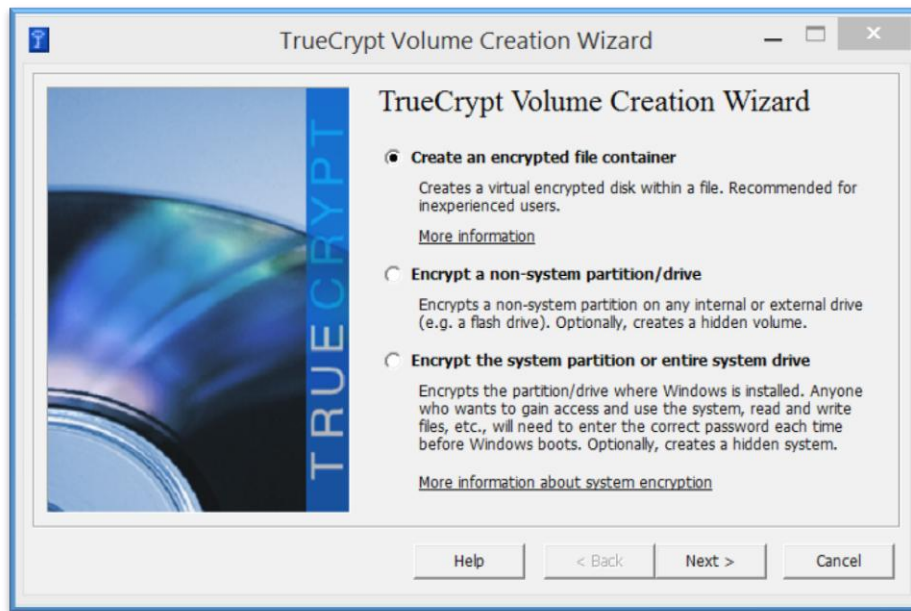 TrueCrypt Volume Creation Wizard
TRUECRYPT
TrueCrypt Volume Creation Wizard
Create an encrypted file container
Creates a virtual encrypted disk within a file. Recommended for
inexperienced users.
More information
Encrypt a non-system partition/drive
Encrypts a non-system partition on any internal or external drive
(e.g. a flash drive). Optionally, creates a hidden volume.
Encrypt the system partition or entire system drive
Encrypts the partition/drive where Windows is installed. Anyone
who wants to gain access and use the system, read and write
files, etc., will need to enter the correct password each time
before Windows boots. Optionally, creates a hidden system.
More information about system encryption
Help < Back Next > Cancel